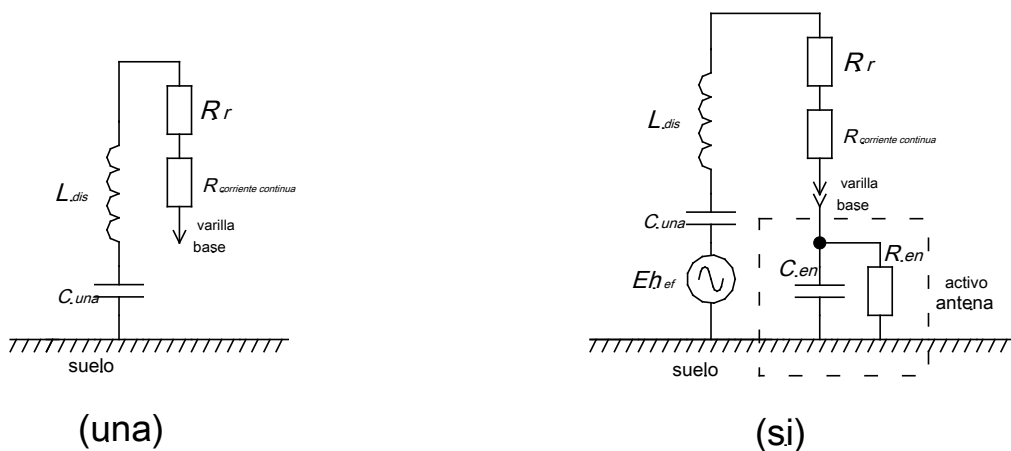 R.r
L.dis
R.corriente continua
varilla
base
C.una
suelo
(una)
R.r
L.dis
R.corriente continua
varilla
base
C.una
Eh.ef
C.en
R.en
activo
antena
suelo
(si)